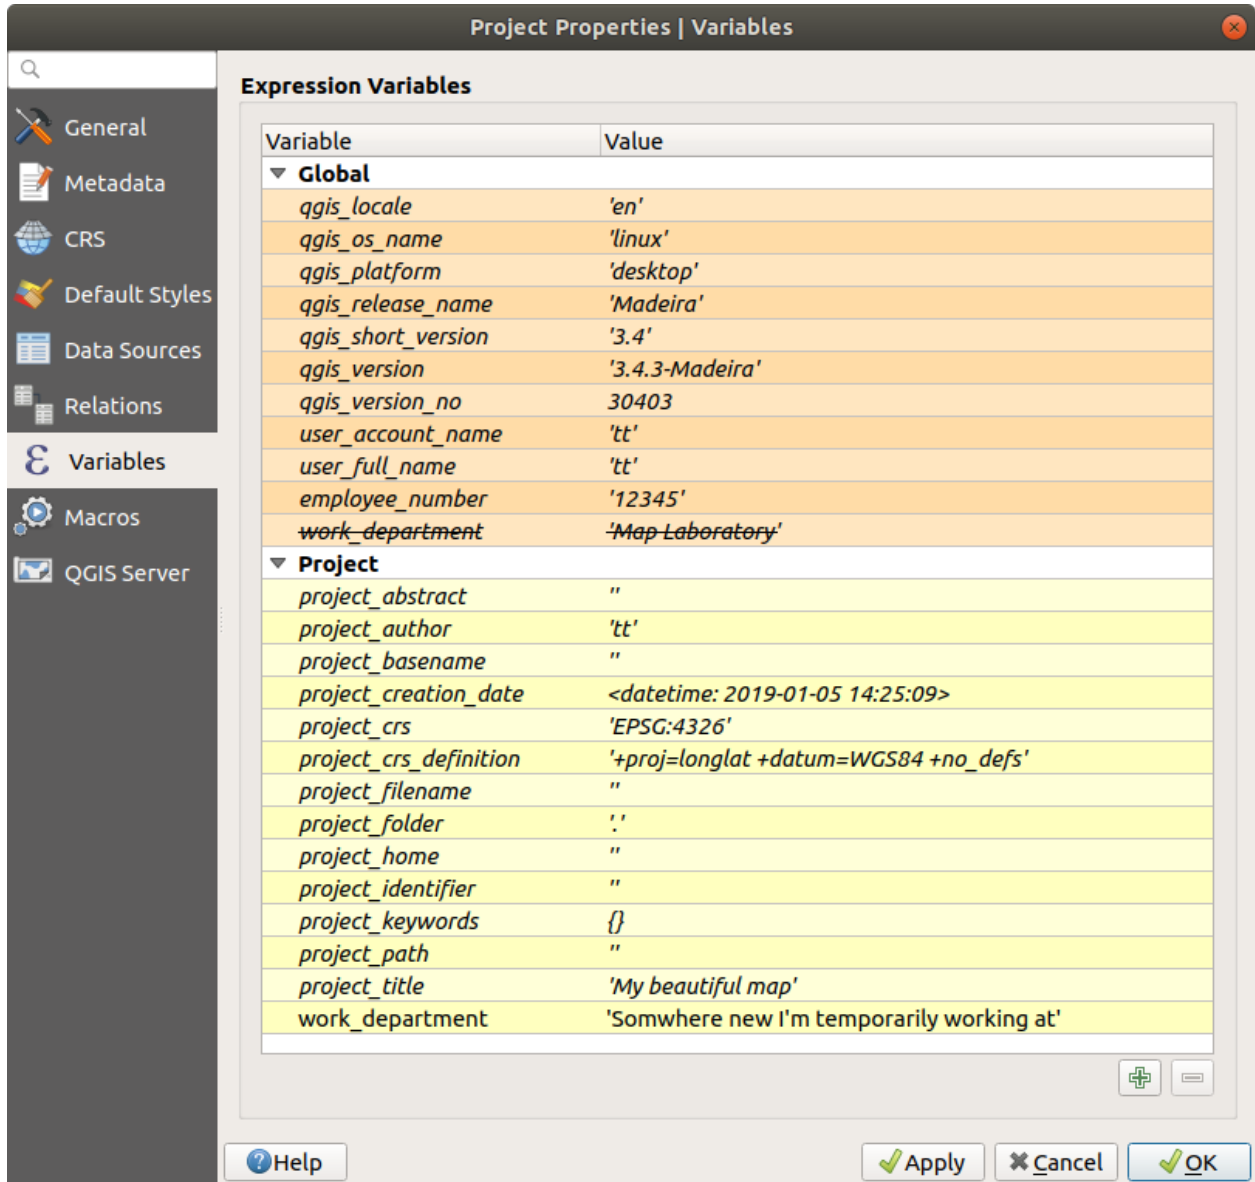 Project Properties | Variables
General
Metadata
CRS
Default Styles
Data Sources
Relations
Variables
Macros
QGIS Server
Expression Variables
Variable Value
Global
qgis_locale 'en'
qgis_os_name 'linux'
qgis_platform 'desktop'
qgis_release_name 'Madeira'
qgis_short_version '3.4'
qgis_version '3.4.3-Madeira'
qgis_version_no 30403
user_account_name 'tt'
user_full_name 'tt'
employee_number '12345'
work_department 'Map Laboratory'
Project
project_abstract ''
project_author 'tt'
project_basename ''
project_creation_date <datetime: 2019-01-05 14:25:09>
project_crs 'EPSG:4326'
project_crs_definition '+proj=longlat +datum=WGS84 +no_defs'
project_filename ''
project_folder '.'
project_home ''
project_identifier ''
project_keywords {}
project_path ''
project_title 'My beautiful map'
work_department 'Somwhere new I'm temporarily working at'
Help Apply Cancel OK